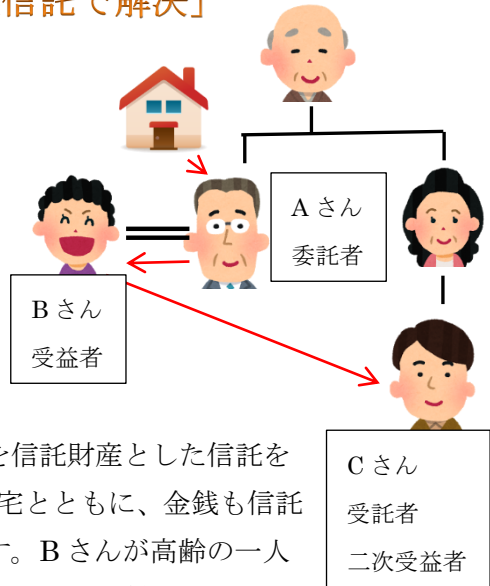 信託で解決」
Aさん
委託者
Bさん
受益者
Cさん
受託者
二次受益者
を信託財産とした信託を
宅とともに、金銭も信託
す。Bさんが高齢の一人